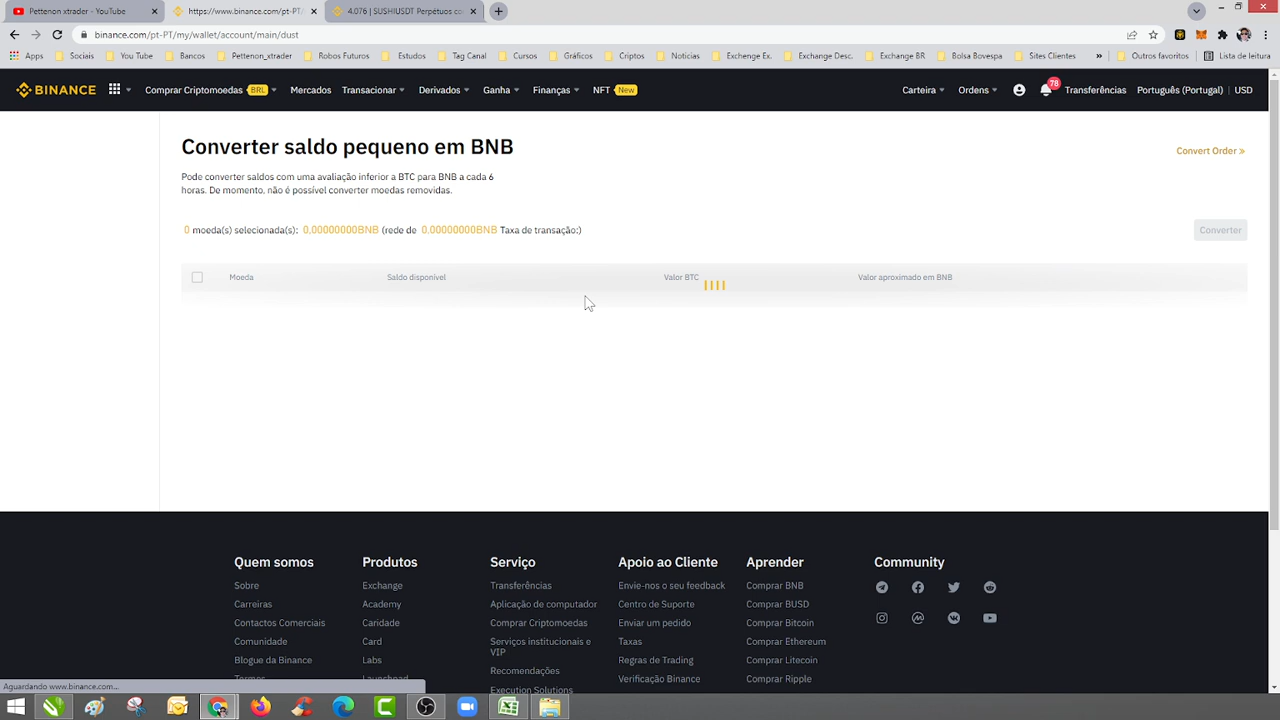 Pettenon xtrader - YouTube
https://www.binance.com/pt-PT/
4.076 | SUSHIUSDT Perpétuos co
binance.com/pt-PT/my/wallet/account/main/dust
Apps Sociais You Tube Bancos Pettenon_xtrader Robos Futuros Estudos Tag Canal Cursos Gráficos Criptos Noticias Exchenge Ex. Exchange Desc. Exchenge BR Bolsa Bovespa Sites Clientes » Outros favoritos Lista de leitura
BINANCE Comprar Criptomoedas BRL Mercados Transacionar Derivados Ganha Finanças NFT New Carteira Ordens 78 Transferências Português (Portugal) USD
Converter saldo pequeno em BNB
Convert Order »
Pode converter saldos com uma avaliação inferior a BTC para BNB a cada 6
horas. De momento, não é possível converter moedas removidas.
0 moeda(s) selecionada(s): 0,00000000BNB (rede de 0.00000000BNB Taxa de transação:)
Converter
Moeda Saldo disponível Valor BTC Valor aproximado em BNB
Quem somos Produtos Serviço Apoio ao Cliente Aprender Community
Sobre Exchange Transferências Envie-nos o seu feedback Comprar BNB
Carreiras Academy Aplicação de computador Centro de Suporte Comprar BUSD
Contactos Comerciais Caridade Comprar Criptomoedas Enviar um pedido Comprar Bitcoin
Comunidade Card Serviços institucionais e Taxas Comprar Ethereum
VIP
Blogue da Binance Labs Recomendações Regras de Trading Comprar Litecoin
Termos Launchpad Execution Solutions Verificação Binance Comprar Ripple
Aguardando www.binance.com...